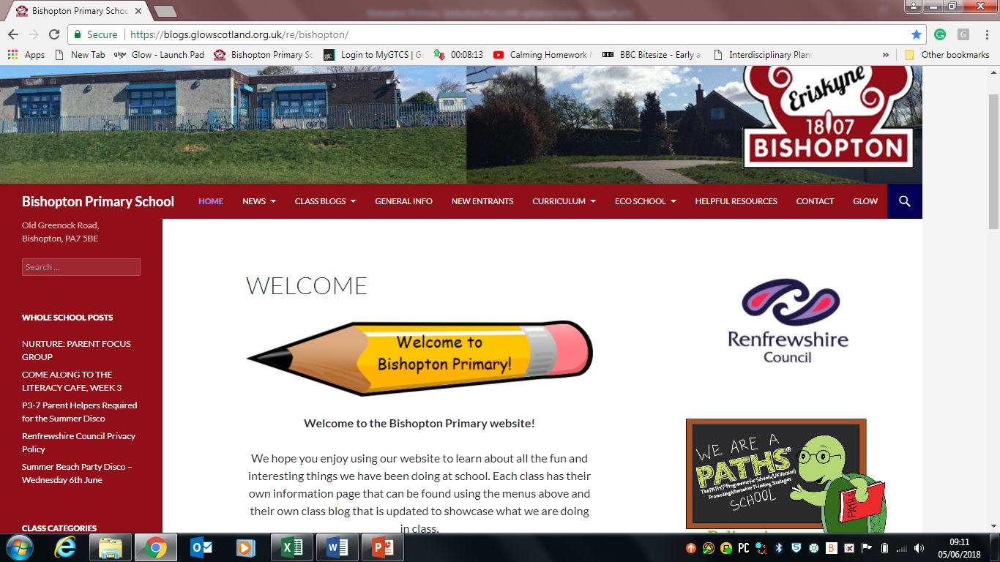 Bishopton Primary Schoo
Secure
https://blogs.glowscotland.org.uk/re/bishopton/
Apps
New Tab
Glow - Launch Pad
Bishopton Primary Sc
Login to MyGTCS | G
00:08:13
Calming Homework
BBC Bitesize - Early a
Interdisciplinary Plan
»
Other bookmarks
Eriskyne
1807
BISHOPTON
Bishopton Primary School
HOME
NEWS
CLASS BLOGS
GENERAL INFO
NEW ENTRANTS
CURRICULUM
ECO SCHOOL
HELPFUL RESOURCES
CONTACT
GLOW
Old Greenock Road,
Bishopton, PA7 5BE
Search …
WHOLE SCHOOL POSTS
NURTURE: PARENT FOCUS
GROUP
COME ALONG TO THE
LITERACY CAFE, WEEK 3
P3-7 Parent Helpers Required
for the Summer Disco
Renfrewshire Council Privacy
Policy
Summer Beach Party Disco –
Wednesday 6th June
CLASS CATEGORIES
WELCOME
Welcome to
Bishopton Primary!
Welcome to the Bishopton Primary website!
We hope you enjoy using our website to learn about all the fun and
interesting things we have been doing at school. Each class has their
own information page that can be found using the menus above and
their own class blog that is updated to showcase what we are doing
in class.
Renfrewshire
Council
WE ARE A
PATHS®
The PATHS® Programme for Schools (UK Version)
Promoting Alternative Thinking Strategies
SCHOOL
PATHS
PC
09:11
05/06/2018